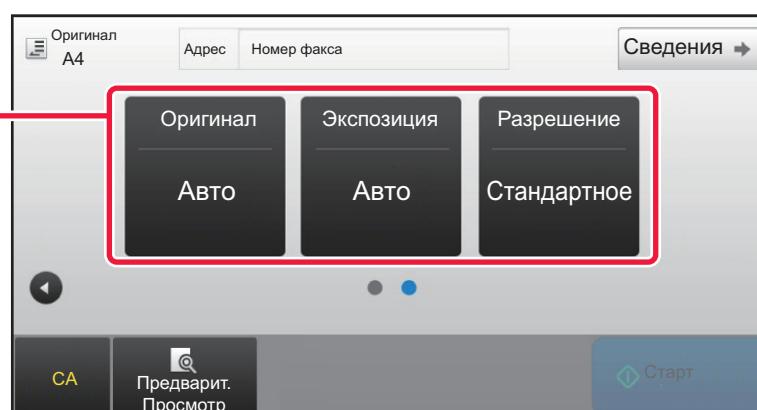 Оригинал
A4
Адрес
Номер факса
Сведения
Оригинал
Экспозиция
Разрешение
Авто
Авто
Стандартное
CA
Предварит.
Просмотр
Старт